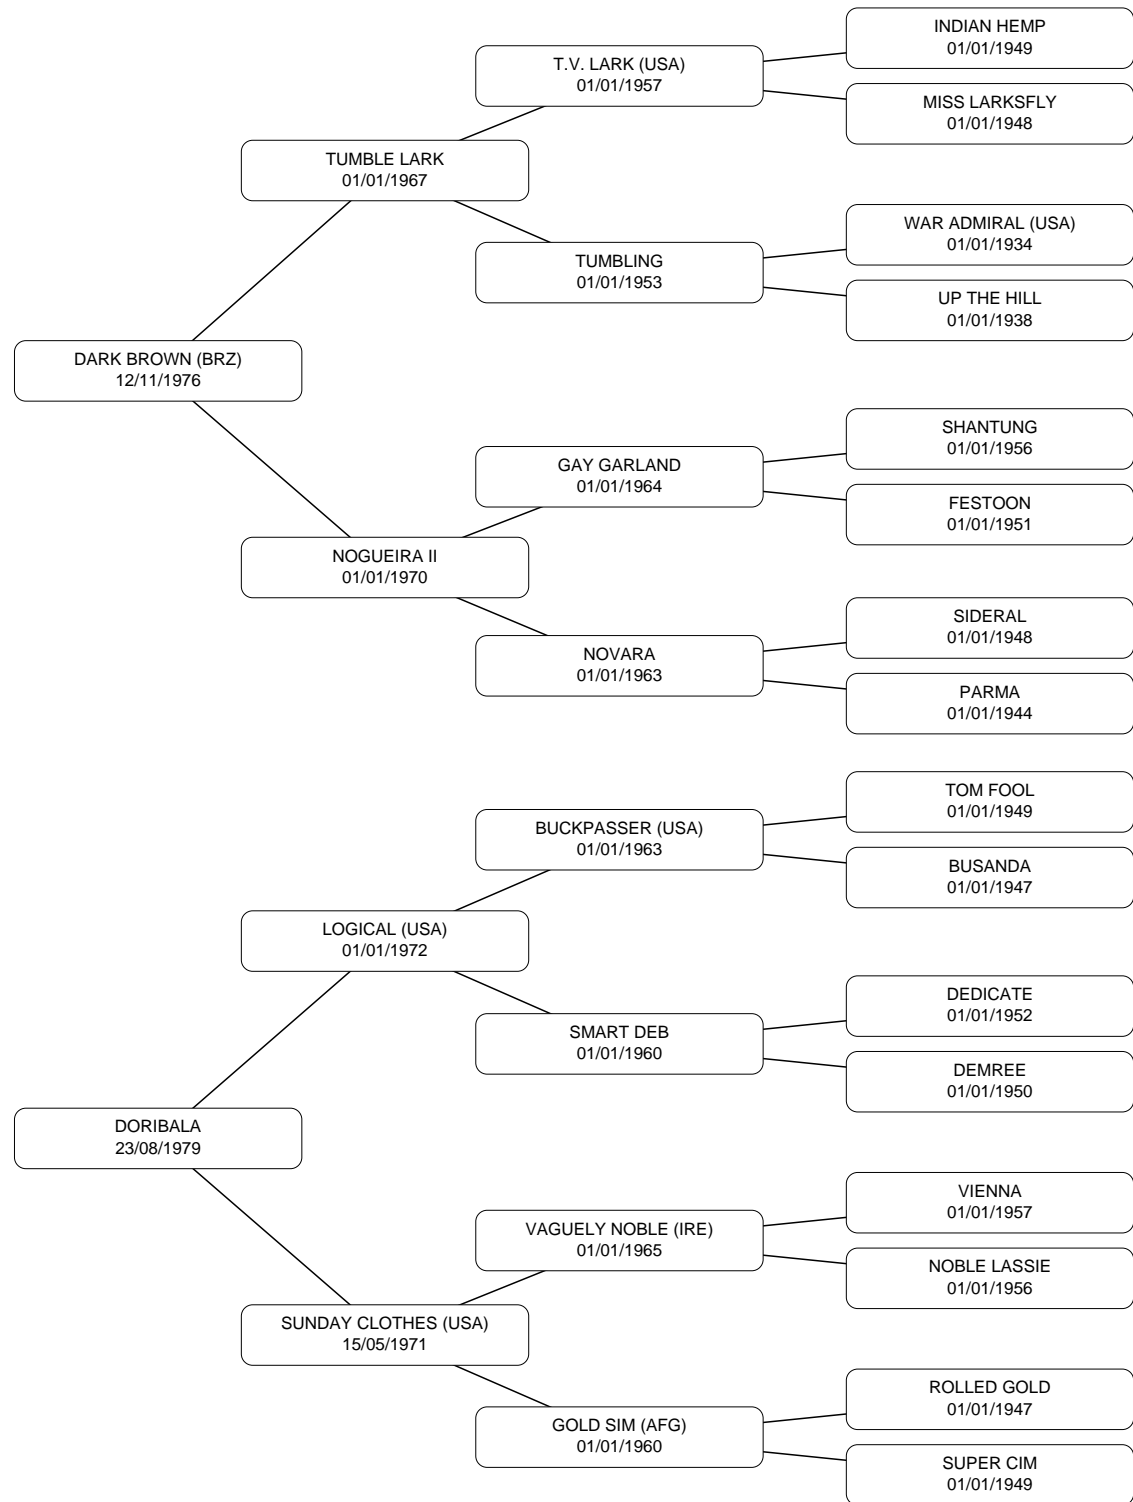 INDIAN HEMP
01/01/1949
T.V. LARK (USA)
01/01/1957
MISS LARKSFLY
01/01/1948
TUMBLE LARK
01/01/1967
WAR ADMIRAL (USA)
01/01/1934
TUMBLING
01/01/1953
UP THE HILL
01/01/1938
DARK BROWN (BRZ)
12/11/1976
SHANTUNG
01/01/1956
GAY GARLAND
01/01/1964
FESTOON
01/01/1951
NOGUEIRA II
01/01/1970
SIDERAL
01/01/1948
NOVARA
01/01/1963
PARMA
01/01/1944
TOM FOOL
01/01/1949
BUCKPASSER (USA)
01/01/1963
BUSANDA
01/01/1947
LOGICAL (USA)
01/01/1972
DEDICATE
01/01/1952
SMART DEB
01/01/1960
DEMREE
01/01/1950
DORIBALA
23/08/1979
VIENNA
01/01/1957
VAGUELY NOBLE (IRE)
01/01/1965
NOBLE LASSIE
01/01/1956
SUNDAY CLOTHES (USA)
15/05/1971
ROLLED GOLD
01/01/1947
GOLD SIM (AFG)
01/01/1960
SUPER CIM
01/01/1949